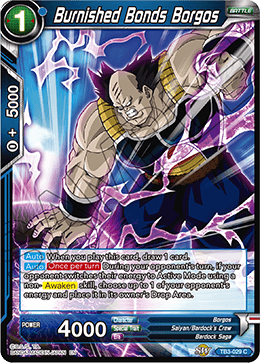 BATTLE
1
Burnished Bonds Borgos
0 + 5000
Auto When you play this card, draw 1 card.
Auto Once per turn During your opponent's turn, if your
opponent switches their energy to Active Mode using a
non- Awaken skill, choose up to 1 of your opponent's
energy and place it in its owner's Drop Area.
POWER
4000
Character Borgos
Special Trait Saiyan/Bardock's Crew
Era Bardock Saga
TB3-029 C